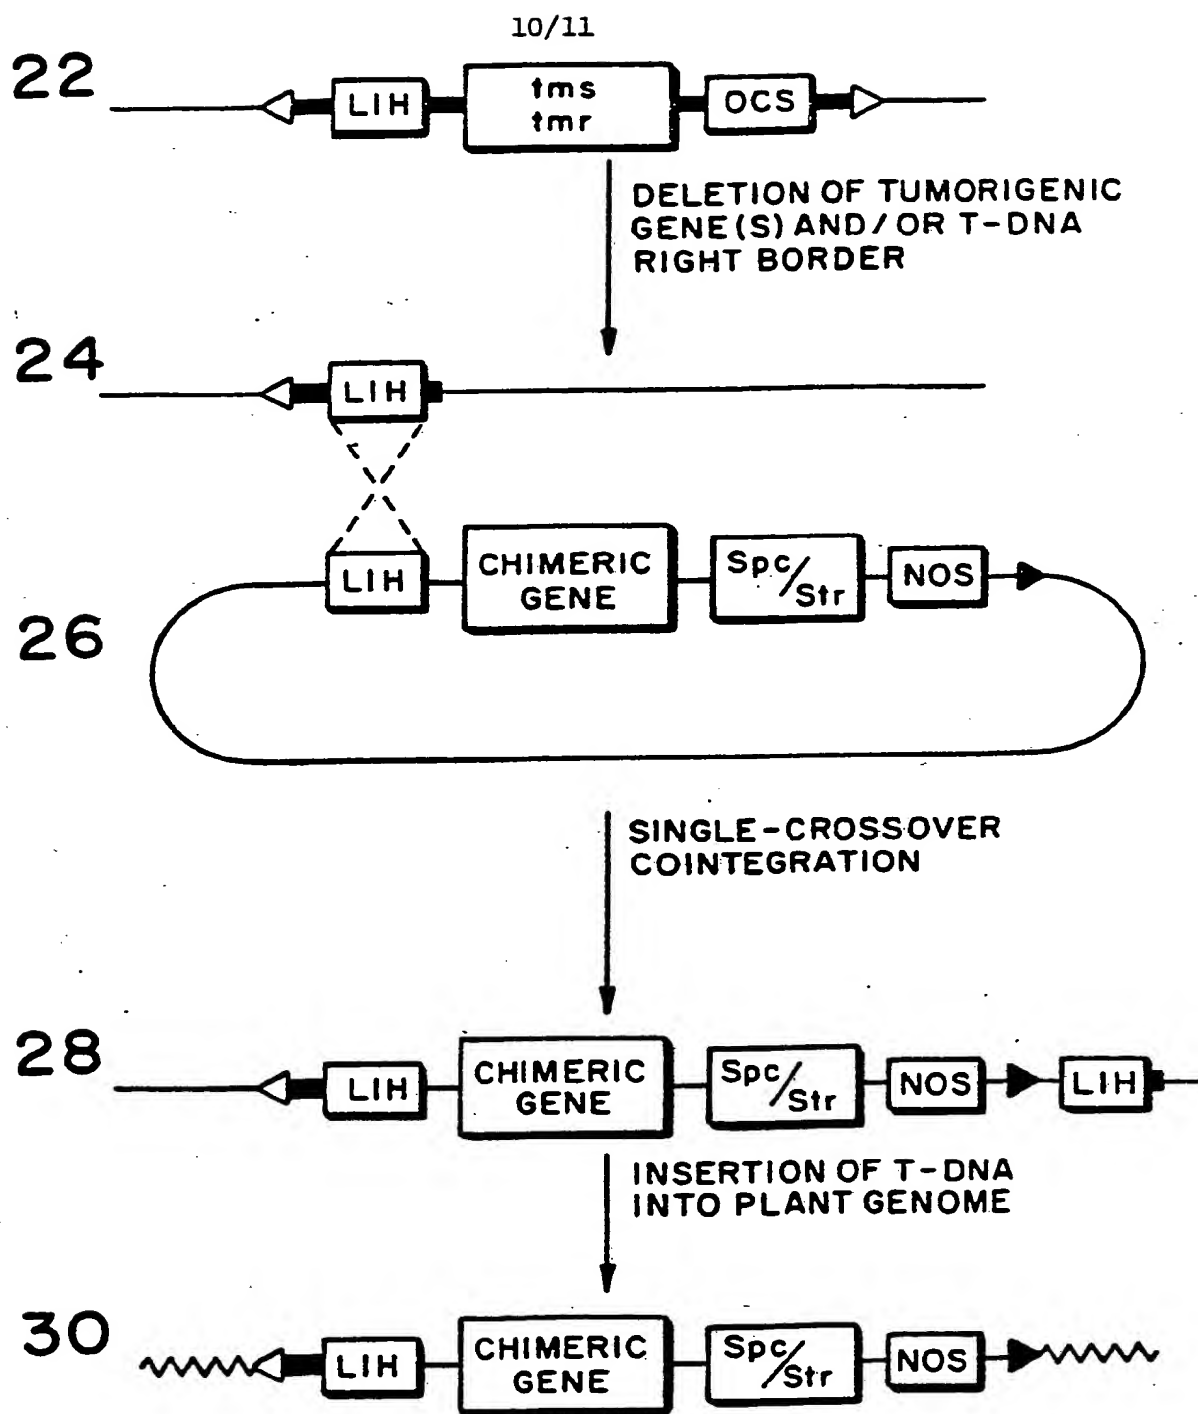 10/11
22
LIH
tms
tmr
OCS
DELETION OF TUMORIGENIC
GENE(S) AND/OR T-DNA
RIGHT BORDER
24
LIH
26
LIH
CHIMERIC
GENE
Spc/
Str
NOS
SINGLE-CROSSOVER
COINTEGRATION
28
LIH
CHIMERIC
GENE
Spc/
Str
NOS
LIH
INSERTION OF T-DNA
INTO PLANT GENOME
30
LIH
CHIMERIC
GENE
Spc/
Str
NOS